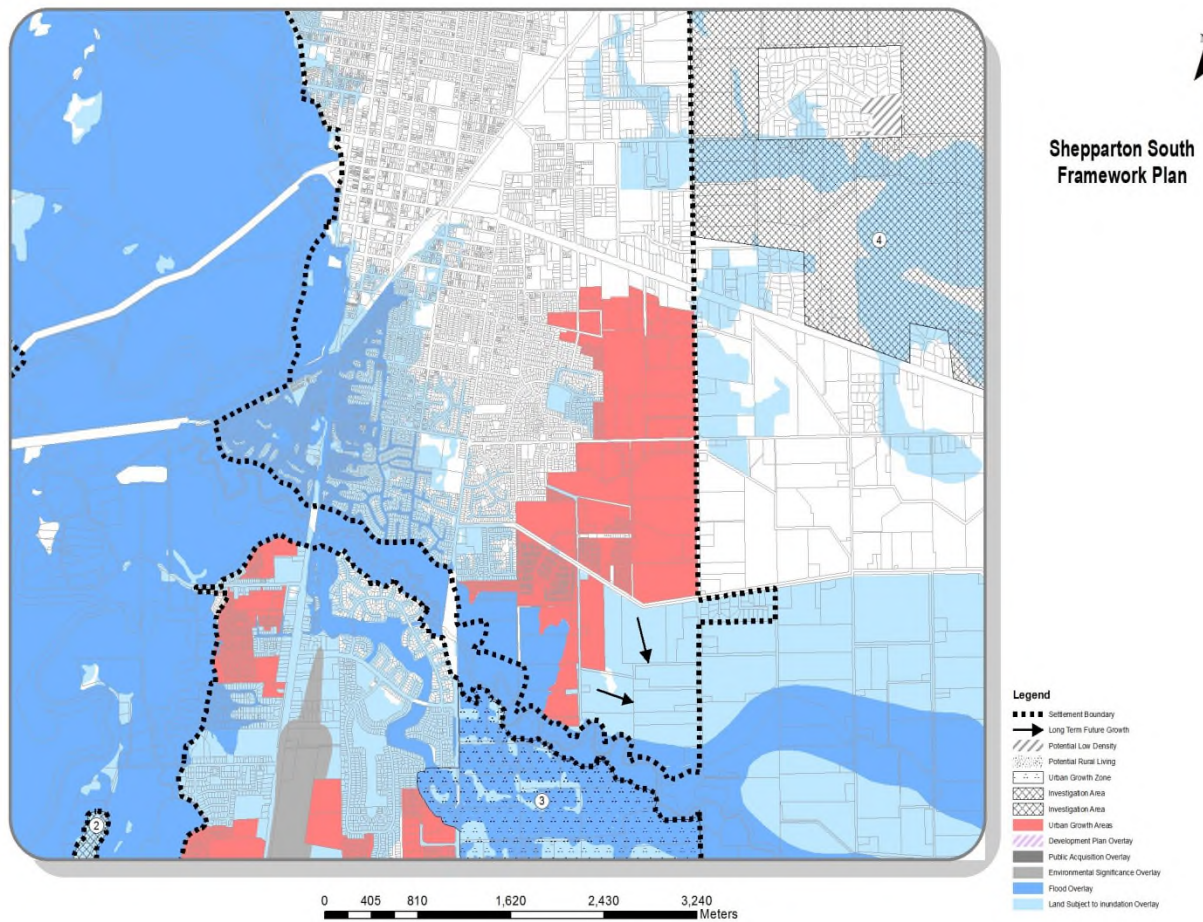 Shepparton South
Framework Plan
4
3
2
Legend
Settlement Boundary
Long Term Future Growth
Potential Low Density
Potential Rural Living
Urban Growth Zone
Investigation Area
Investigation Area
Urban Growth Areas
Development Plan Overlay
Public Acquisition Overlay
Environmental Significance Overlay
Flood Overlay
Land Subject to Inundation Overlay
0 405 810 1,620 2,430 3,240
Meters